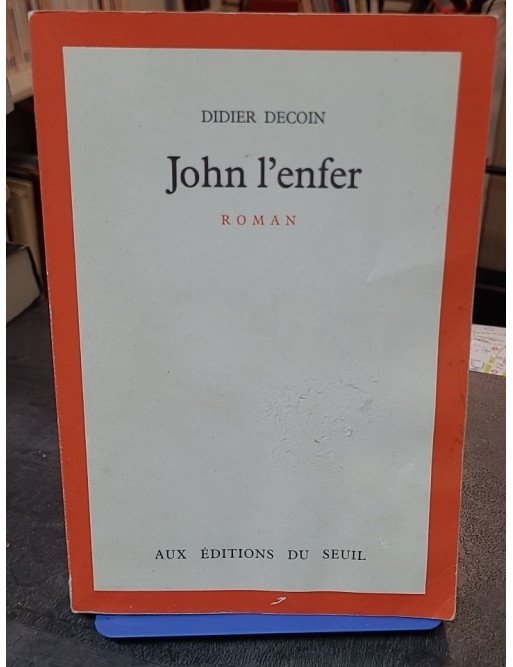 DIDIER DECOIN
John l'enfer
ROMAN
AUX ÉDITIONS DU SEUIL